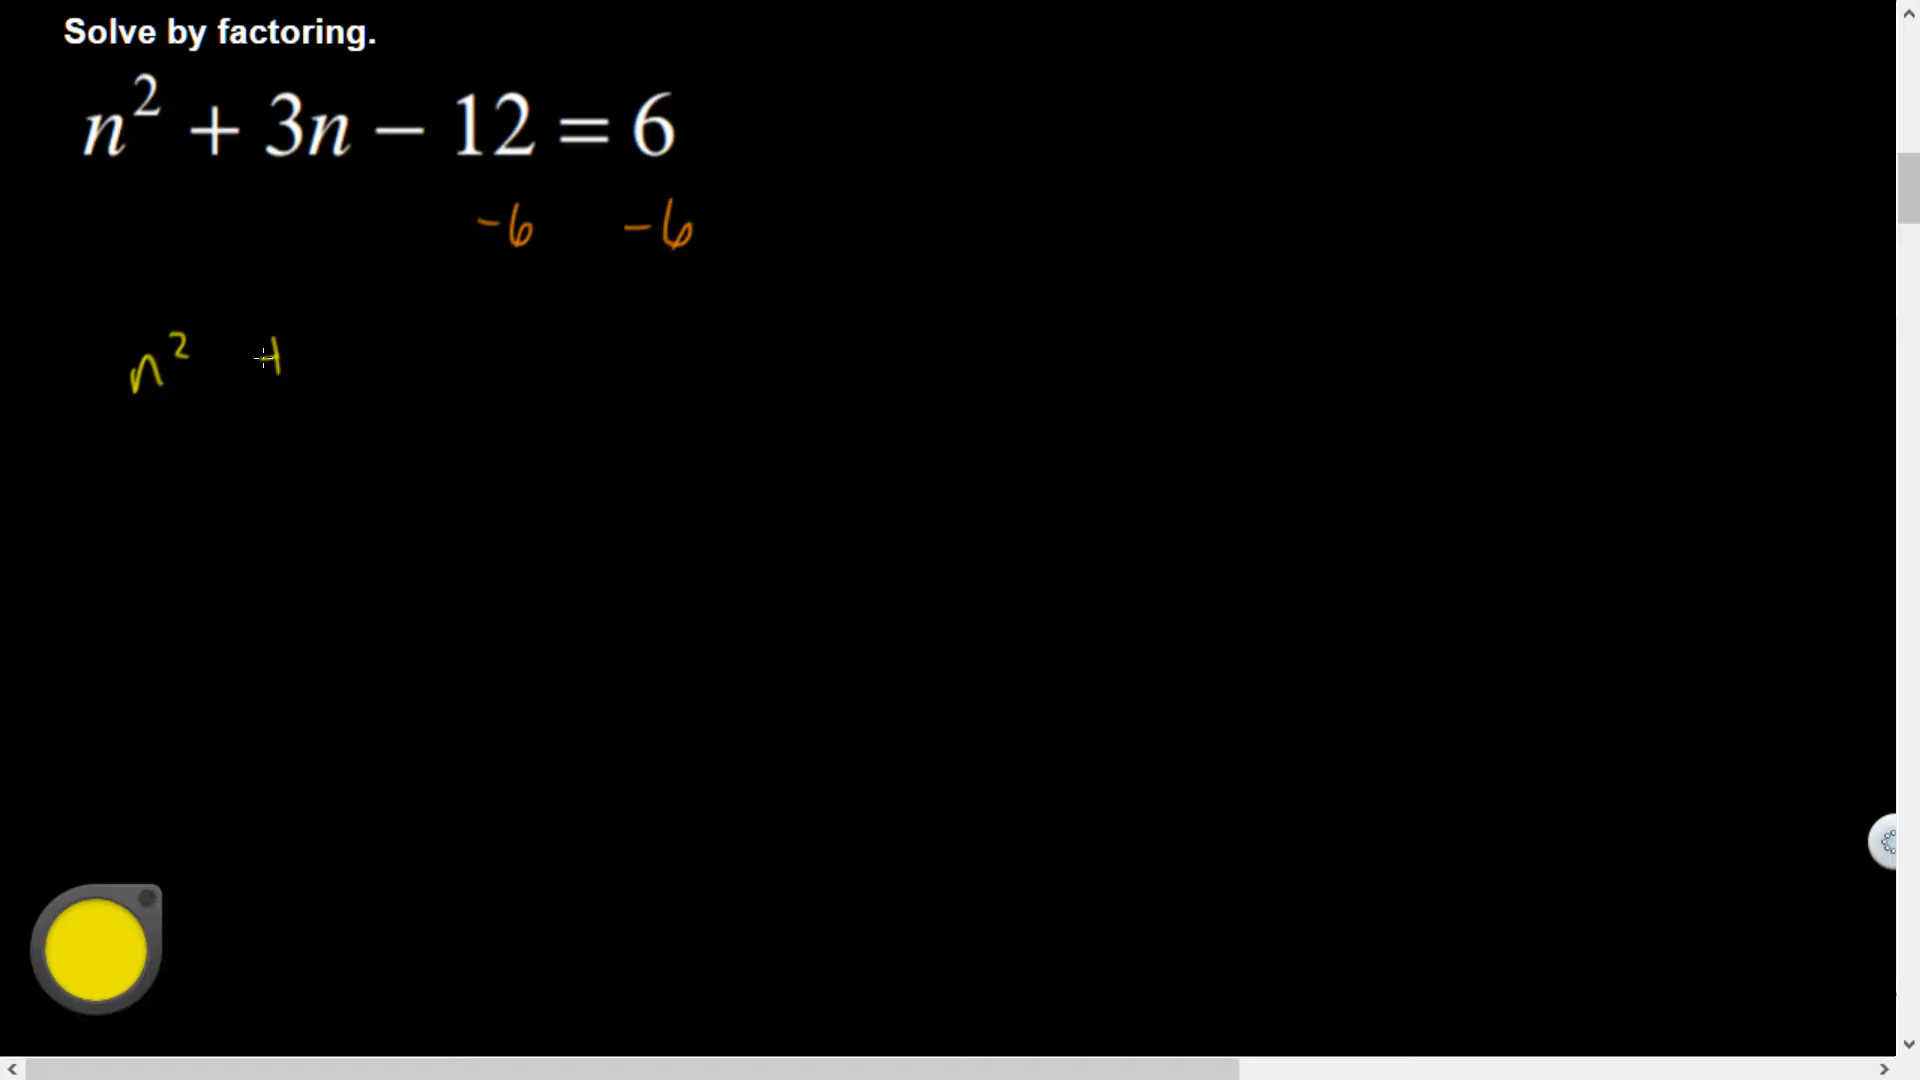 Solve by factoring.
n² + 3n − 12 = 6
-6 -6
n² +